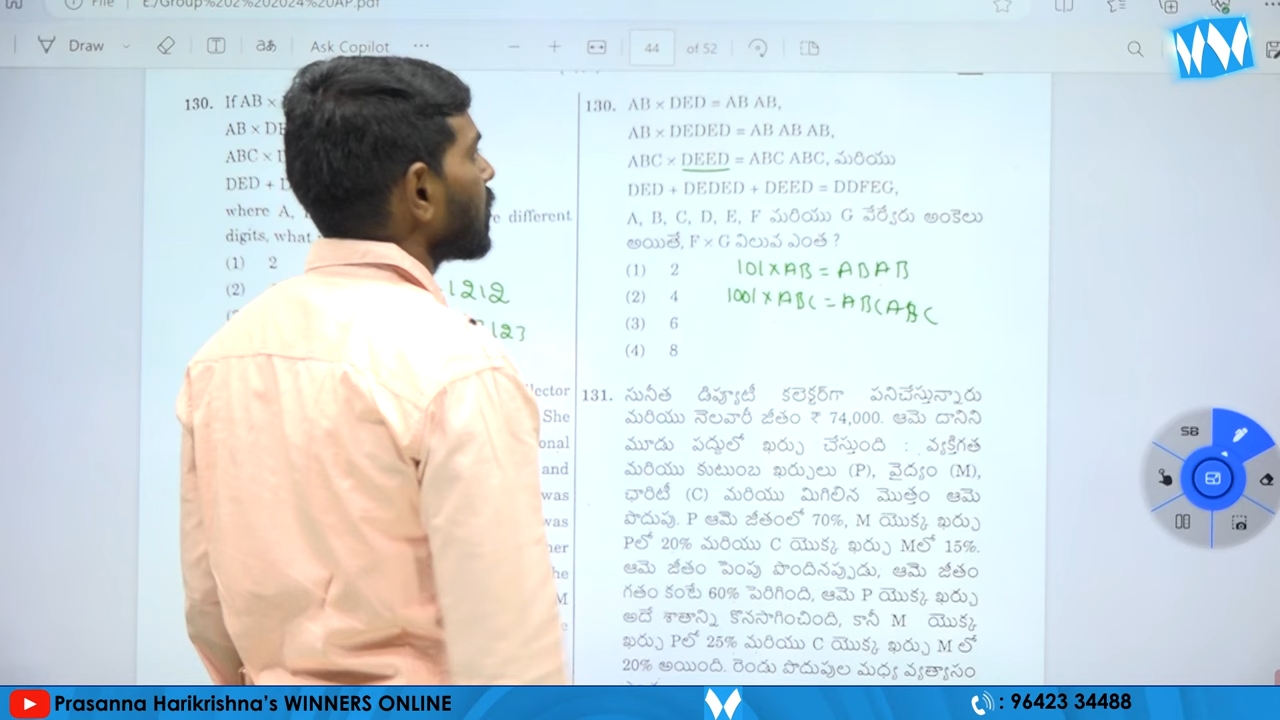 File
E:/Group%202%202024%20AP.pdf
Draw
Ask Copilot
44 of 52
130. If AB ×
AB × DE
ABC × D
DED + D
where A,
different
digits, what
(1) 2
(2)
1212
123
130. AB × DED = AB AB,
AB × DEDED = AB AB AB,
ABC × DEED = ABC ABC, మరియు
DED + DEDED + DEED = DDFEG,
A, B, C, D, E, F మరియు G వేర్వేరు అంకెలు
అయితే, F × G విలువ ఎంత ?
(1) 2
(2) 4
(3) 6
(4) 8
101×AB = ABAB
1001×ABC = ABCABC
131. సునీత డిప్యూటీ కలెక్టర్‌గా పనిచేస్తున్నారు
మరియు నెలవారీ జీతం ₹ 74,000. ఆమె దానిని
మూడు పద్దులో ఖర్చు చేస్తుంది : వ్యక్తిగత
మరియు కుటుంబ ఖర్చులు (P), వైద్యం (M),
ఛారిటీ (C) మరియు మిగిలిన మొత్తం ఆమె
పొదుపు. P ఆమె జీతంలో 70%, M యొక్క ఖర్చు
Pలో 20% మరియు C యొక్క ఖర్చు Mలో 15%.
ఆమె జీతం పెంపు పొందినప్పుడు, ఆమె జీతం
గతం కంటే 60% పెరిగింది, ఆమె P యొక్క ఖర్చు
అదే శాతాన్ని కొనసాగించింది, కానీ M యొక్క
ఖర్చు Pలో 25% మరియు C యొక్క ఖర్చు M లో
20% అయింది. రెండు పొదుపుల మధ్య వ్యత్యాసం
SB
Prasanna Harikrishna's WINNERS ONLINE
: 96423 34488